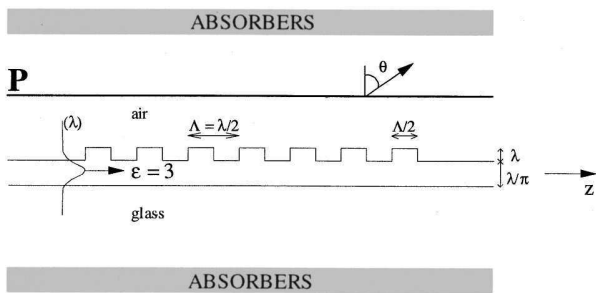 ABSORBERS
θ
P
air
(λ)
Λ = λ/2
Λ/2
λ
ε = 3
λ/π
z
glass
ABSORBERS